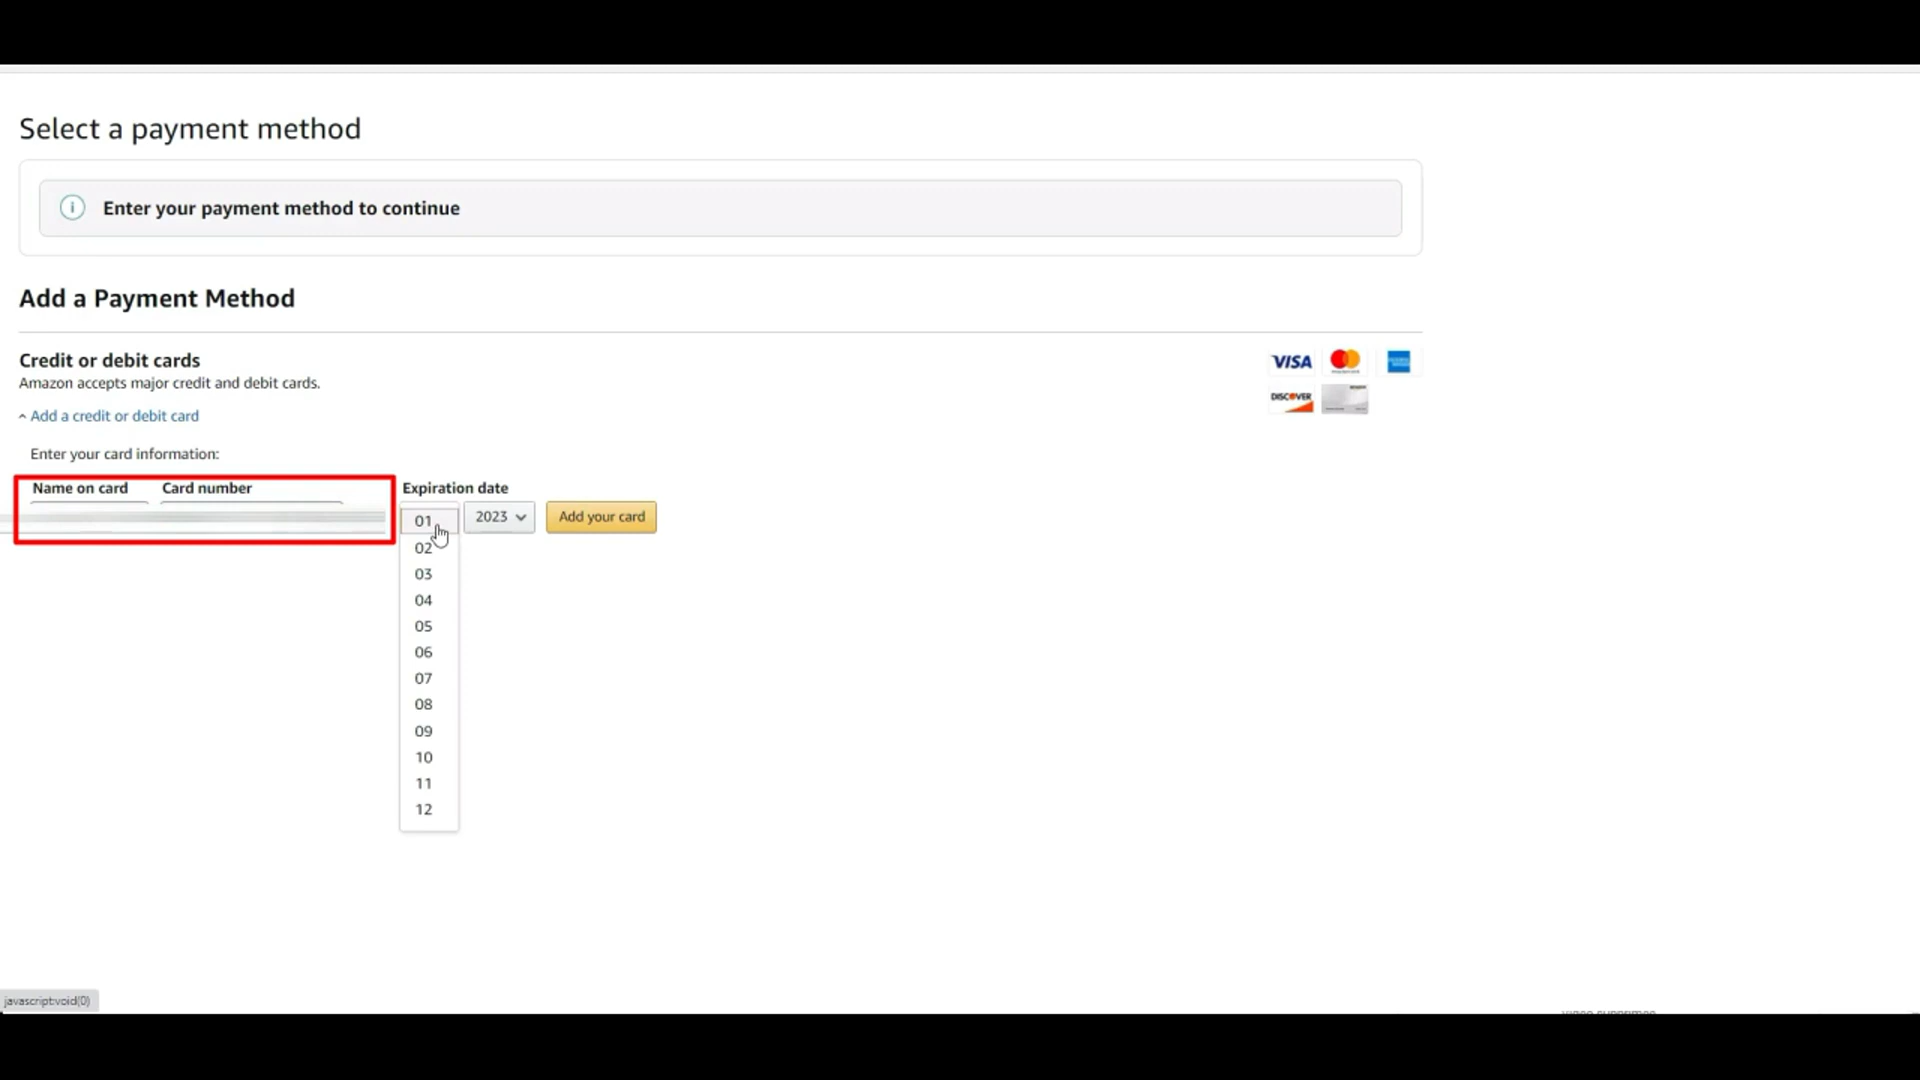 Select a payment method
Enter your payment method to continue
Add a Payment Method
Credit or debit cards
Amazon accepts major credit and debit cards.
VISA
DISCOVER
Add a credit or debit card
Enter your card information:
Name on card Card number Expiration date
01 2023 Add your card
02
03
04
05
06
07
08
09
10
11
12
javascript:void(0)